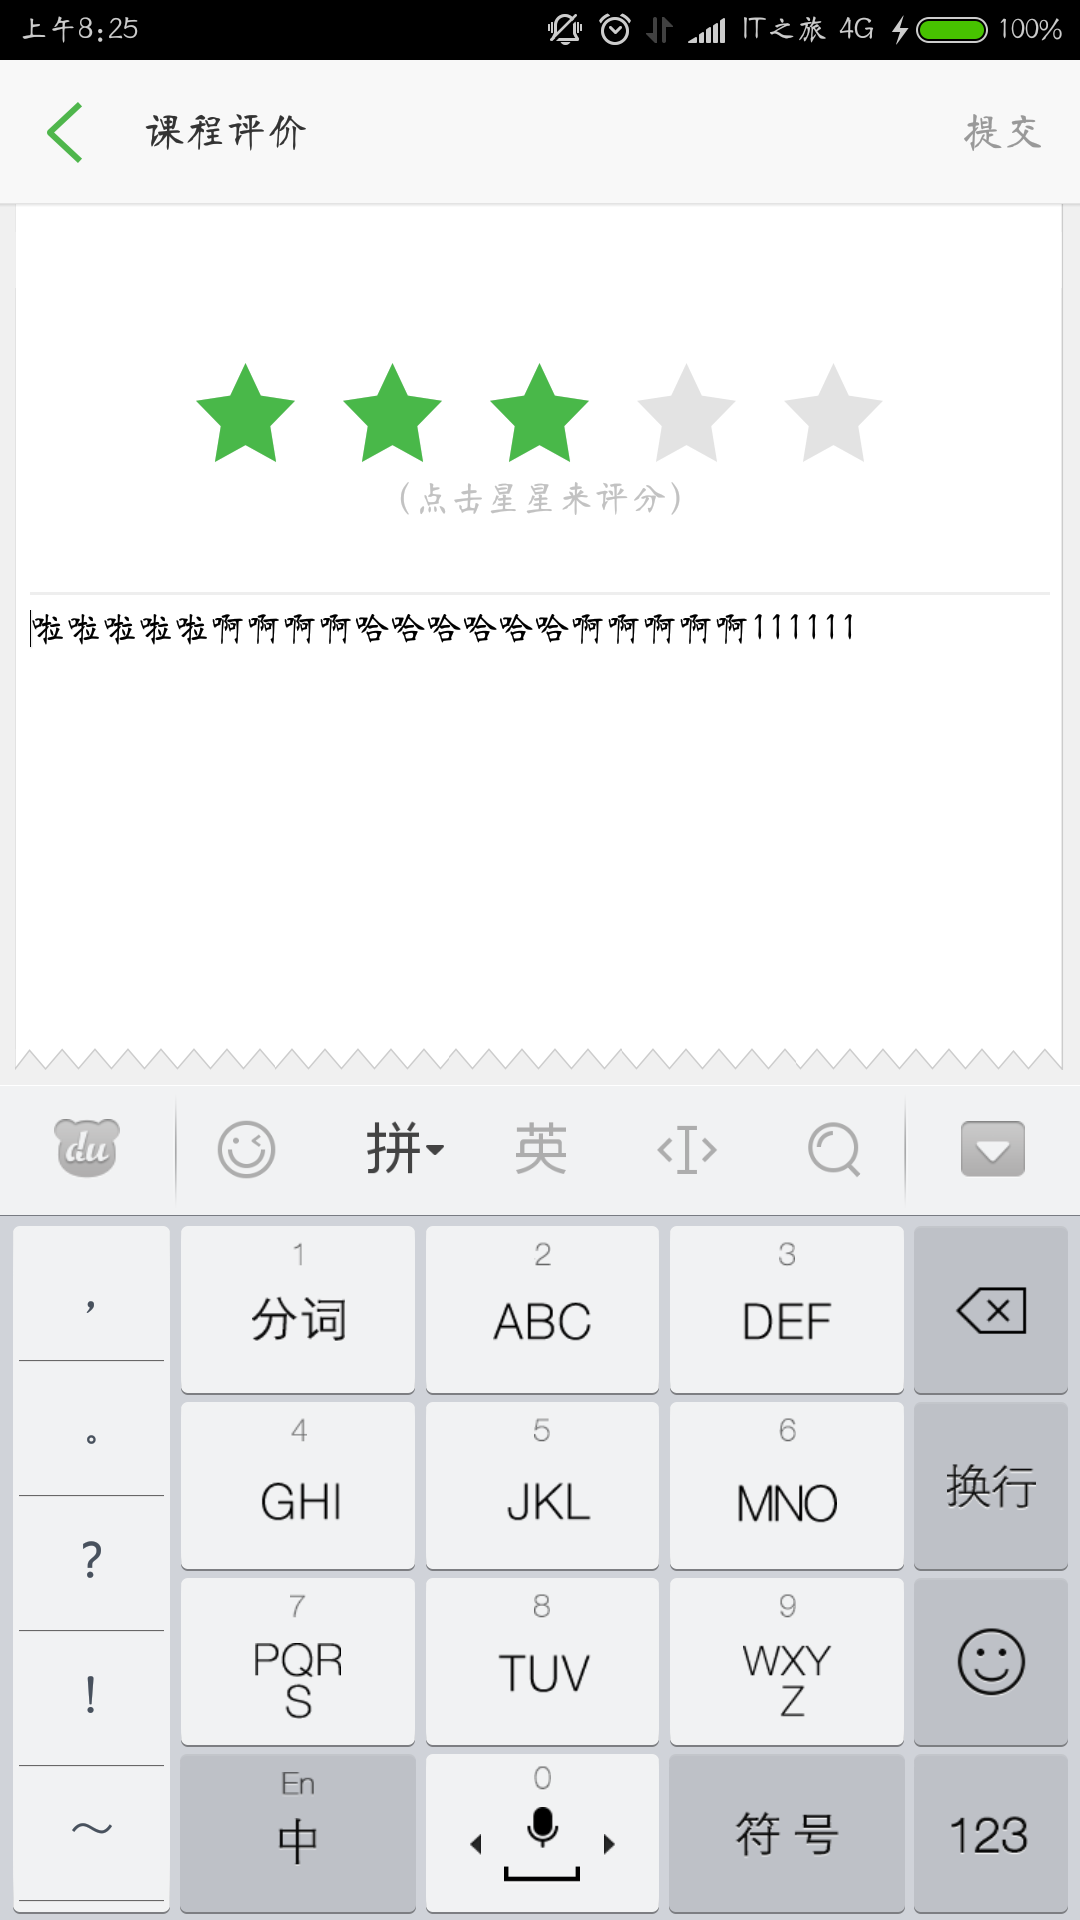 上午8:25 IT之旅 4G 100%
课程评价 提交
(点击星星来评分)
啦啦啦啦啦啊啊啊啊哈哈哈哈哈哈啊啊啊啊啊111111
du 拼 英
，
。
?
!
～
1 分词
2 ABC
3 DEF
4 GHI
5 JKL
6 MNO
换行
7 PQRS
8 TUV
9 WXYZ
En 中
0
符号
123